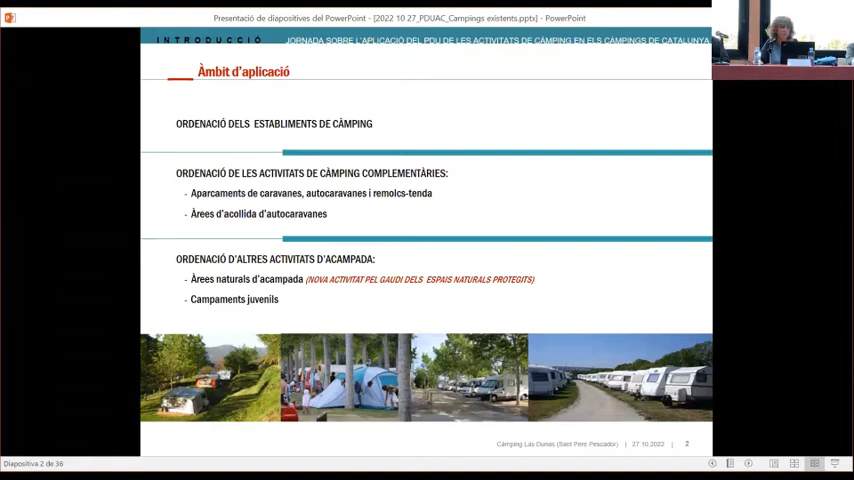 Presentació de diapositives del PowerPoint - [2022 10 27_PDUAC_Campings existents.pptx] - PowerPoint
INTRODUCCIÓ JORNADA SOBRE L'APLICACIÓ DEL PDU DE LES ACTIVITATS DE CÀMPING EN ELS CÀMPINGS DE CATALUNYA
Àmbit d'aplicació
ORDENACIÓ DELS ESTABLIMENTS DE CÀMPING
ORDENACIÓ DE LES ACTIVITATS DE CÀMPING COMPLEMENTÀRIES:
- Aparcaments de caravanes, autocaravanes i remolcs-tenda
- Àrees d'acollida d'autocaravanes
ORDENACIÓ D'ALTRES ACTIVITATS D'ACAMPADA:
- Àrees naturals d'acampada (NOVA ACTIVITAT PEL GAUDI DELS ESPAIS NATURALS PROTEGITS)
- Campaments juvenils
Càmping Las Dunas (Sant Pere Pescador) | 27.10.2022 | 2
Diapositiva 2 de 36